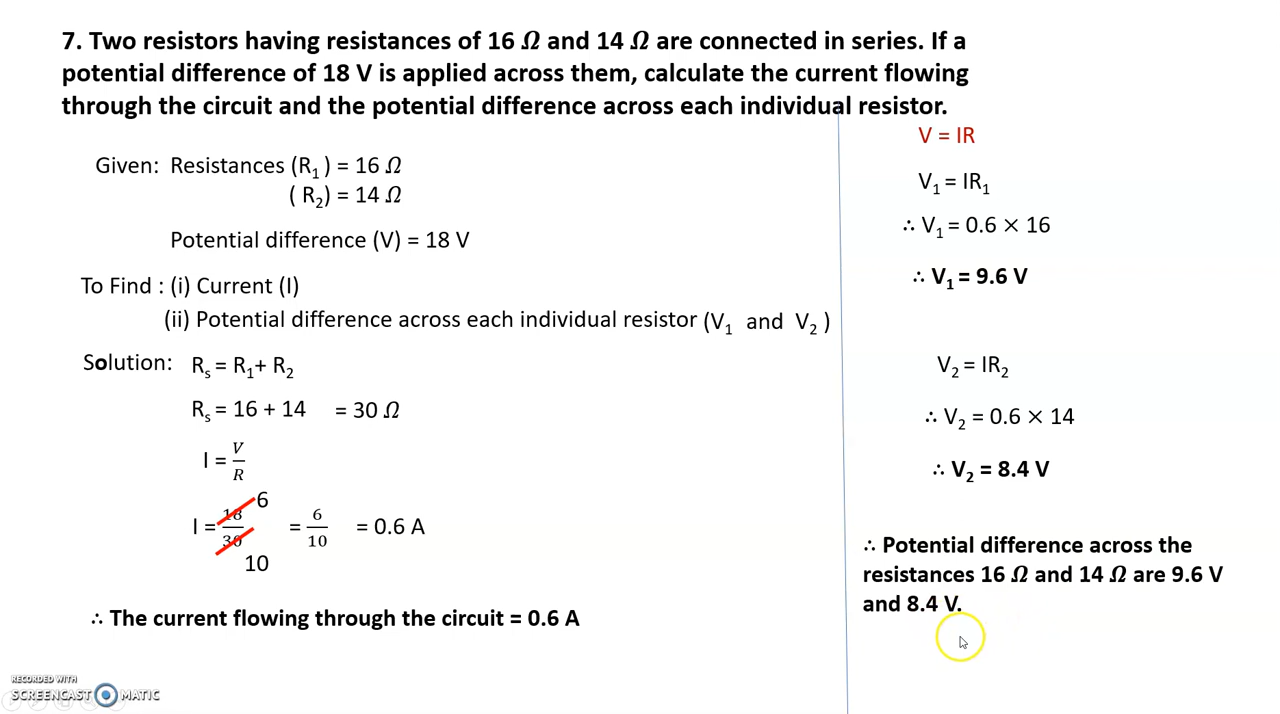 7. Two resistors having resistances of 16 Ω and 14 Ω are connected in series. If a
potential difference of 18 V is applied across them, calculate the current flowing
through the circuit and the potential difference across each individual resistor.
Given: Resistances (R₁ ) = 16 Ω
( R₂) = 14 Ω
Potential difference (V) = 18 V
To Find : (i) Current (I)
(ii) Potential difference across each individual resistor (V₁ and V₂ )
Solution: Rₛ = R₁+ R₂
Rₛ = 16 + 14 = 30 Ω
I = V/R
6
I = 18/30 = 6/10 = 0.6 A
10
∴ The current flowing through the circuit = 0.6 A
V = IR
V₁ = IR₁
∴ V₁ = 0.6 × 16
∴ V₁ = 9.6 V
V₂ = IR₂
∴ V₂ = 0.6 × 14
∴ V₂ = 8.4 V
∴ Potential difference across the
resistances 16 Ω and 14 Ω are 9.6 V
and 8.4 V.
RECORDED WITH
SCREENCAST MATIC